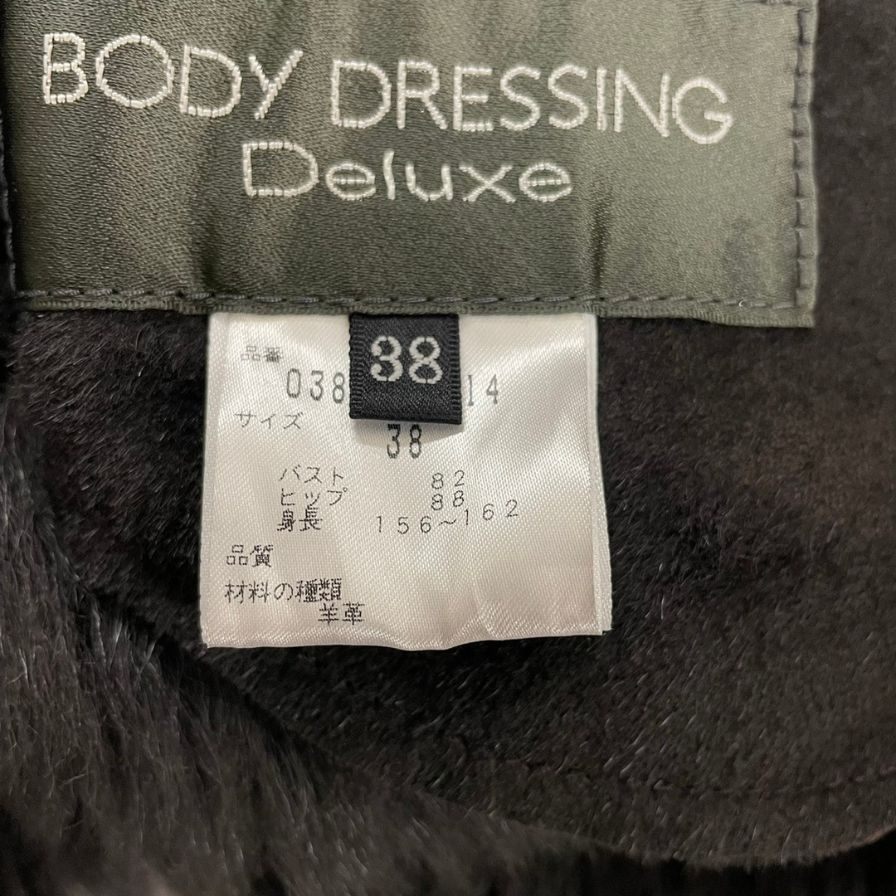 BODY DRESSING
Deluxe
38
品番
038 14
サイズ
38
バスト 82
ヒップ 88
身長 156～162
品質
材料の種類
羊革